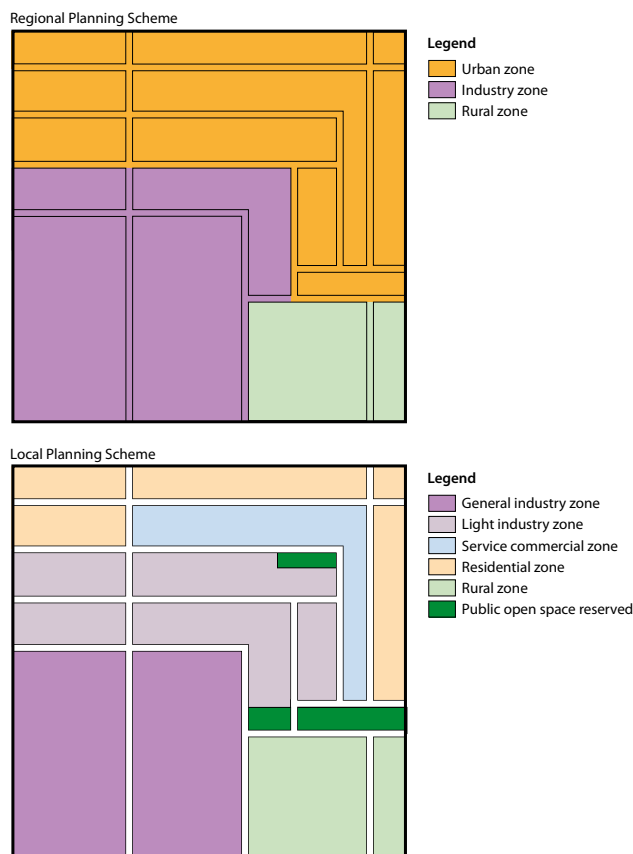 Regional Planning Scheme
Legend
Urban zone
Industry zone
Rural zone
Local Planning Scheme
Legend
General industry zone
Light industry zone
Service commercial zone
Residential zone
Rural zone
Public open space reserved